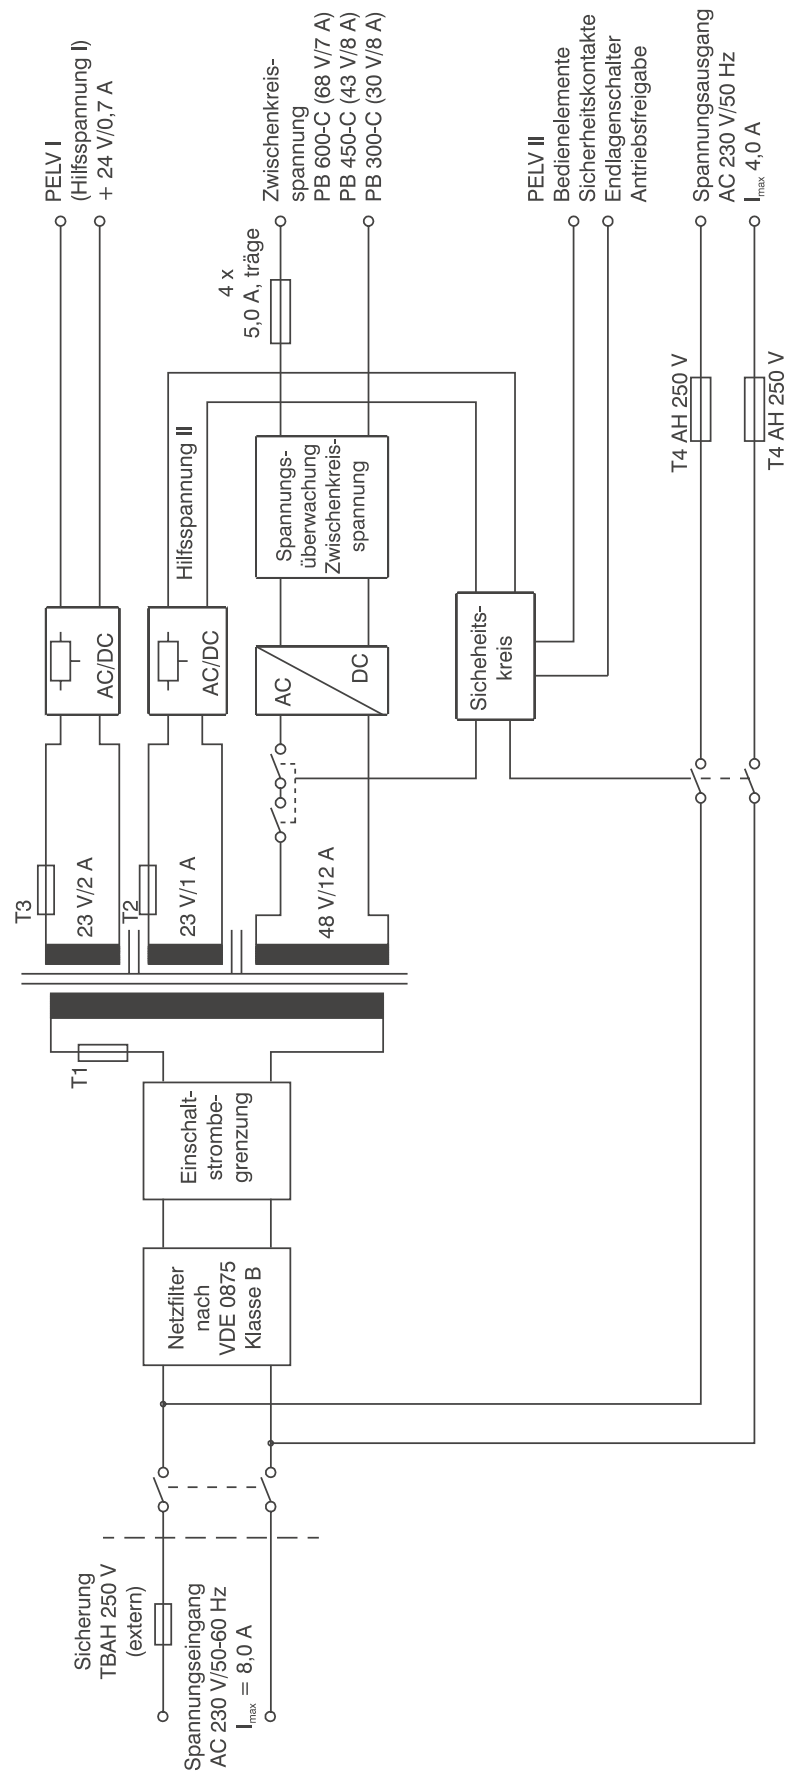 Sicherung
TBAH 250 V
(extern)
Spannungseingang
AC 230 V/50-60 Hz
Imax = 8,0 A
Netzfilter
nach
VDE 0875
Klasse B
Einschalt-
strombe-
grenzung
T1
T3
23 V/2 A
T2
23 V/1 A
48 V/12 A
AC/DC
AC/DC
AC
DC
Hilfsspannung II
Spannungs-
überwachung
Zwischenkreis-
spannung
Sicheheits-
kreis
4 x
5,0 A, träge
T4 AH 250 V
T4 AH 250 V
PELV I
(Hilfsspannung I)
+ 24 V/0,7 A
Zwischenkreis-
spannung
PB 600-C (68 V/7 A)
PB 450-C (43 V/8 A)
PB 300-C (30 V/8 A)
PELV II
Bedienelemente
Sicherheitskontakte
Endlagenschalter
Antriebsfreigabe
Spannungsausgang
AC 230 V/50 Hz
Imax 4,0 A